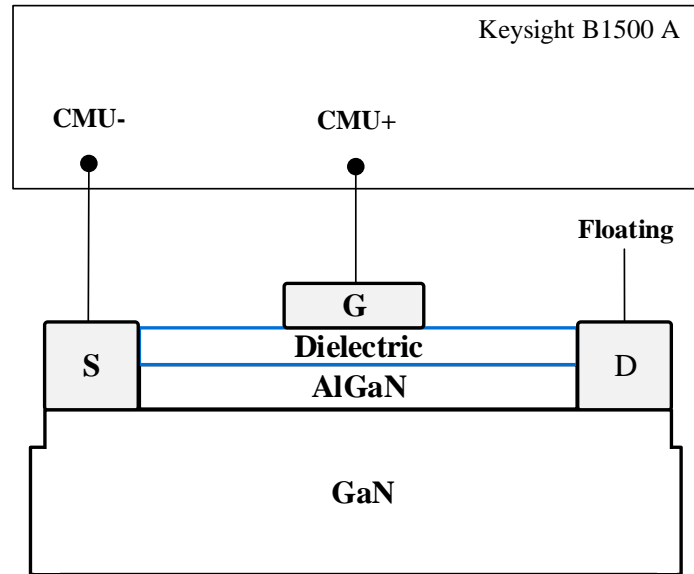 Keysight B1500 A
CMU-
CMU+
Floating
G
Dielectric
S
D
AlGaN
GaN